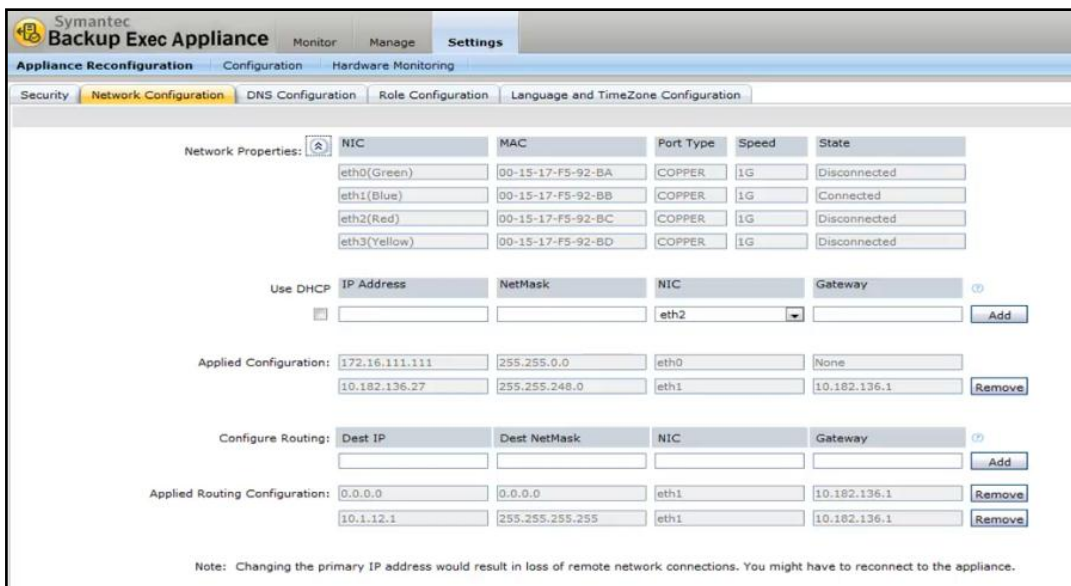 Symantec
Backup Exec Appliance Monitor Manage Settings
Appliance Reconfiguration Configuration Hardware Monitoring
Security Network Configuration DNS Configuration Role Configuration Language and TimeZone Configuration
Network Properties: NIC MAC Port Type Speed State
eth0(Green) 00-15-17-F5-92-BA COPPER 1G Disconnected
eth1(Blue) 00-15-17-F5-92-BB COPPER 1G Connected
eth2(Red) 00-15-17-F5-92-BC COPPER 1G Disconnected
eth3(Yellow) 00-15-17-F5-92-BD COPPER 1G Disconnected
Use DHCP IP Address NetMask NIC Gateway ?
eth2 Add
Applied Configuration: 172.16.111.111 255.255.0.0 eth0 None
10.182.136.27 255.255.248.0 eth1 10.182.136.1 Remove
Configure Routing: Dest IP Dest NetMask NIC Gateway ?
Add
Applied Routing Configuration: 0.0.0.0 0.0.0.0 eth1 10.182.136.1 Remove
10.1.12.1 255.255.255.255 eth1 10.182.136.1 Remove
Note: Changing the primary IP address would result in loss of remote network connections. You might have to reconnect to the appliance.